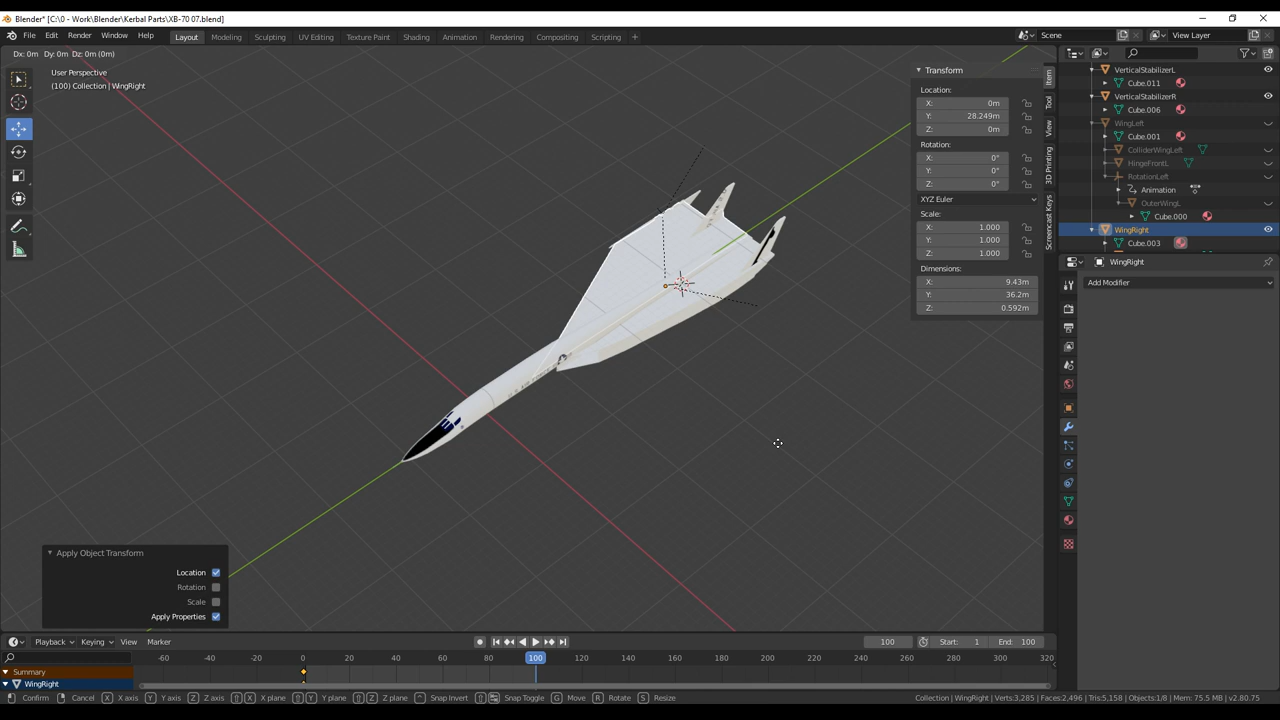 Blender* [C:\0 - Work\Blender\Kerbal Parts\XB-70 07.blend]
File Edit Render Window Help Layout Modeling Sculpting UV Editing Texture Paint Shading Animation Rendering Compositing Scripting + Scene View Layer
Dx: 0m Dy: 0m Dz: 0m (0m)
User Perspective
(100) Collection | WingRight
Transform
Location:
X: 0m
Y: 28.249m
Z: 0m
Rotation:
X: 0°
Y: 0°
Z: 0°
XYZ Euler
Scale:
X: 1.000
Y: 1.000
Z: 1.000
Dimensions:
X: 9.43m
Y: 36.2m
Z: 0.592m
Item
Tool
View
3D Printing
Screencast Keys
VerticalStabilizerL
Cube.011
VerticalStabilizerR
Cube.006
WingLeft
Cube.001
ColliderWingLeft
HingeFrontL
RotationLeft
Animation
OuterWingL
Cube.000
WingRight
Cube.003
WingRight
Add Modifier
Apply Object Transform
Location
Rotation
Scale
Apply Properties
Playback Keying View Marker 100 Start: 1 End: 100
-60 -40 -20 0 20 40 60 80 100 120 140 160 180 200 220 240 260 280 300 320
Summary
WingRight
Confirm Cancel X X axis Y Y axis Z Z axis X X plane Y Y plane Z Z plane Snap Invert Snap Toggle G Move R Rotate S Resize Collection | WingRight | Verts:3,285 | Faces:2,496 | Tris:5,158 | Objects:1/8 | Mem: 75.5 MB | v2.80.75